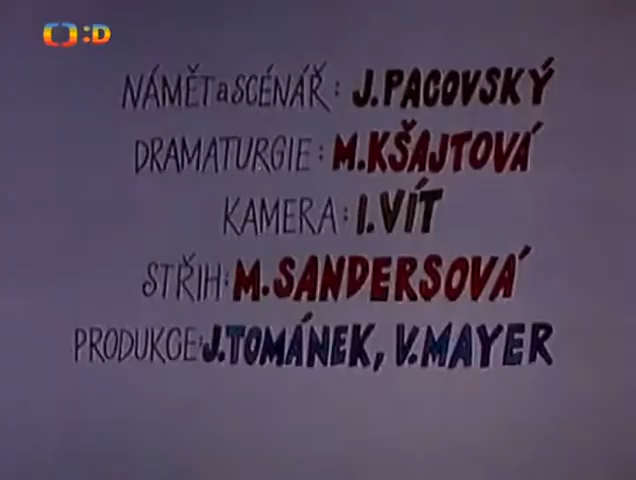 :D
NÁMĚT a SCÉNÁŘ: J. PACOVSKÝ
DRAMATURGIE: M. KŠAJTOVÁ
KAMERA: I. VÍT
STŘIH: M. SANDERSOVÁ
PRODUKCE: J. TOMÁNEK, V. MAYER